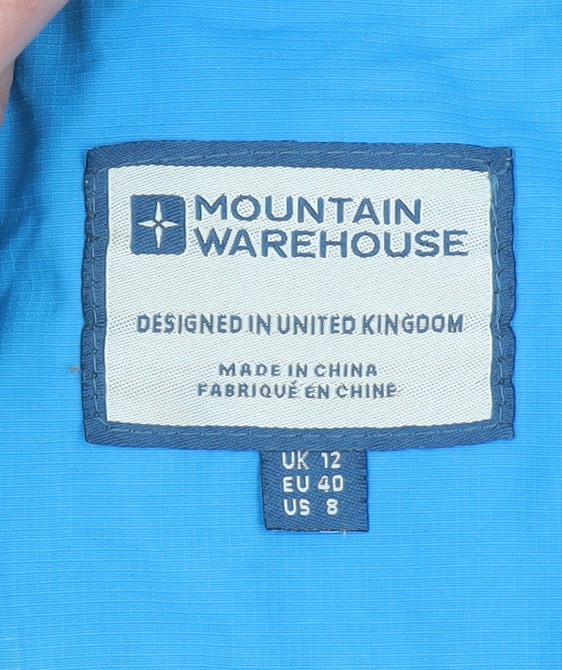 MOUNTAIN
WAREHOUSE
DESIGNED IN UNITED KINGDOM
MADE IN CHINA
FABRIQUÉ EN CHINE
UK 12
EU 40
US 8